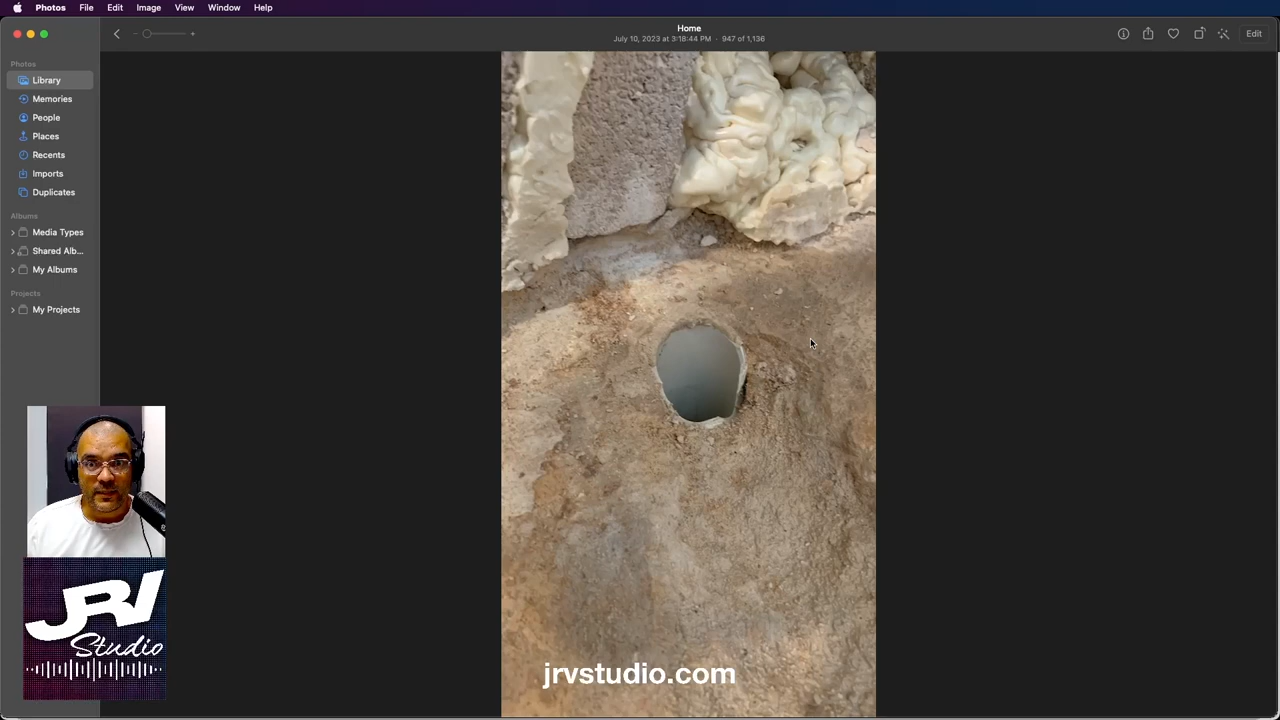 Photos File Edit Image View Window Help
Home
July 10, 2023 at 3:18:44 PM · 947 of 1,136
Edit
Photos
Library
Memories
People
Places
Recents
Imports
Duplicates
Albums
Media Types
Shared Alb...
My Albums
Projects
My Projects
JRV
Studio
jrvstudio.com